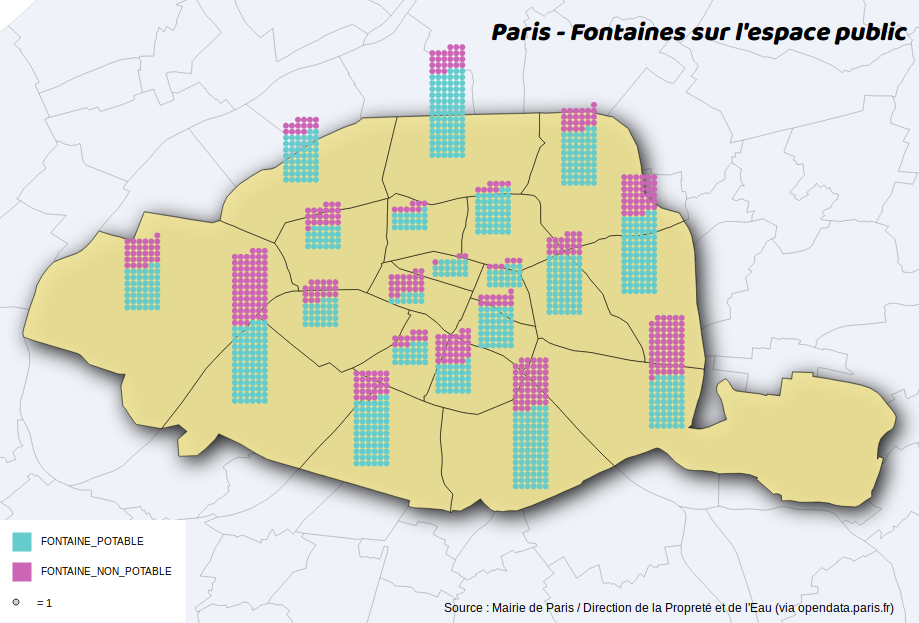 Paris - Fontaines sur l'espace public
FONTAINE_POTABLE
FONTAINE_NON_POTABLE
= 1
Source : Mairie de Paris / Direction de la Propreté et de l'Eau (via opendata.paris.fr)